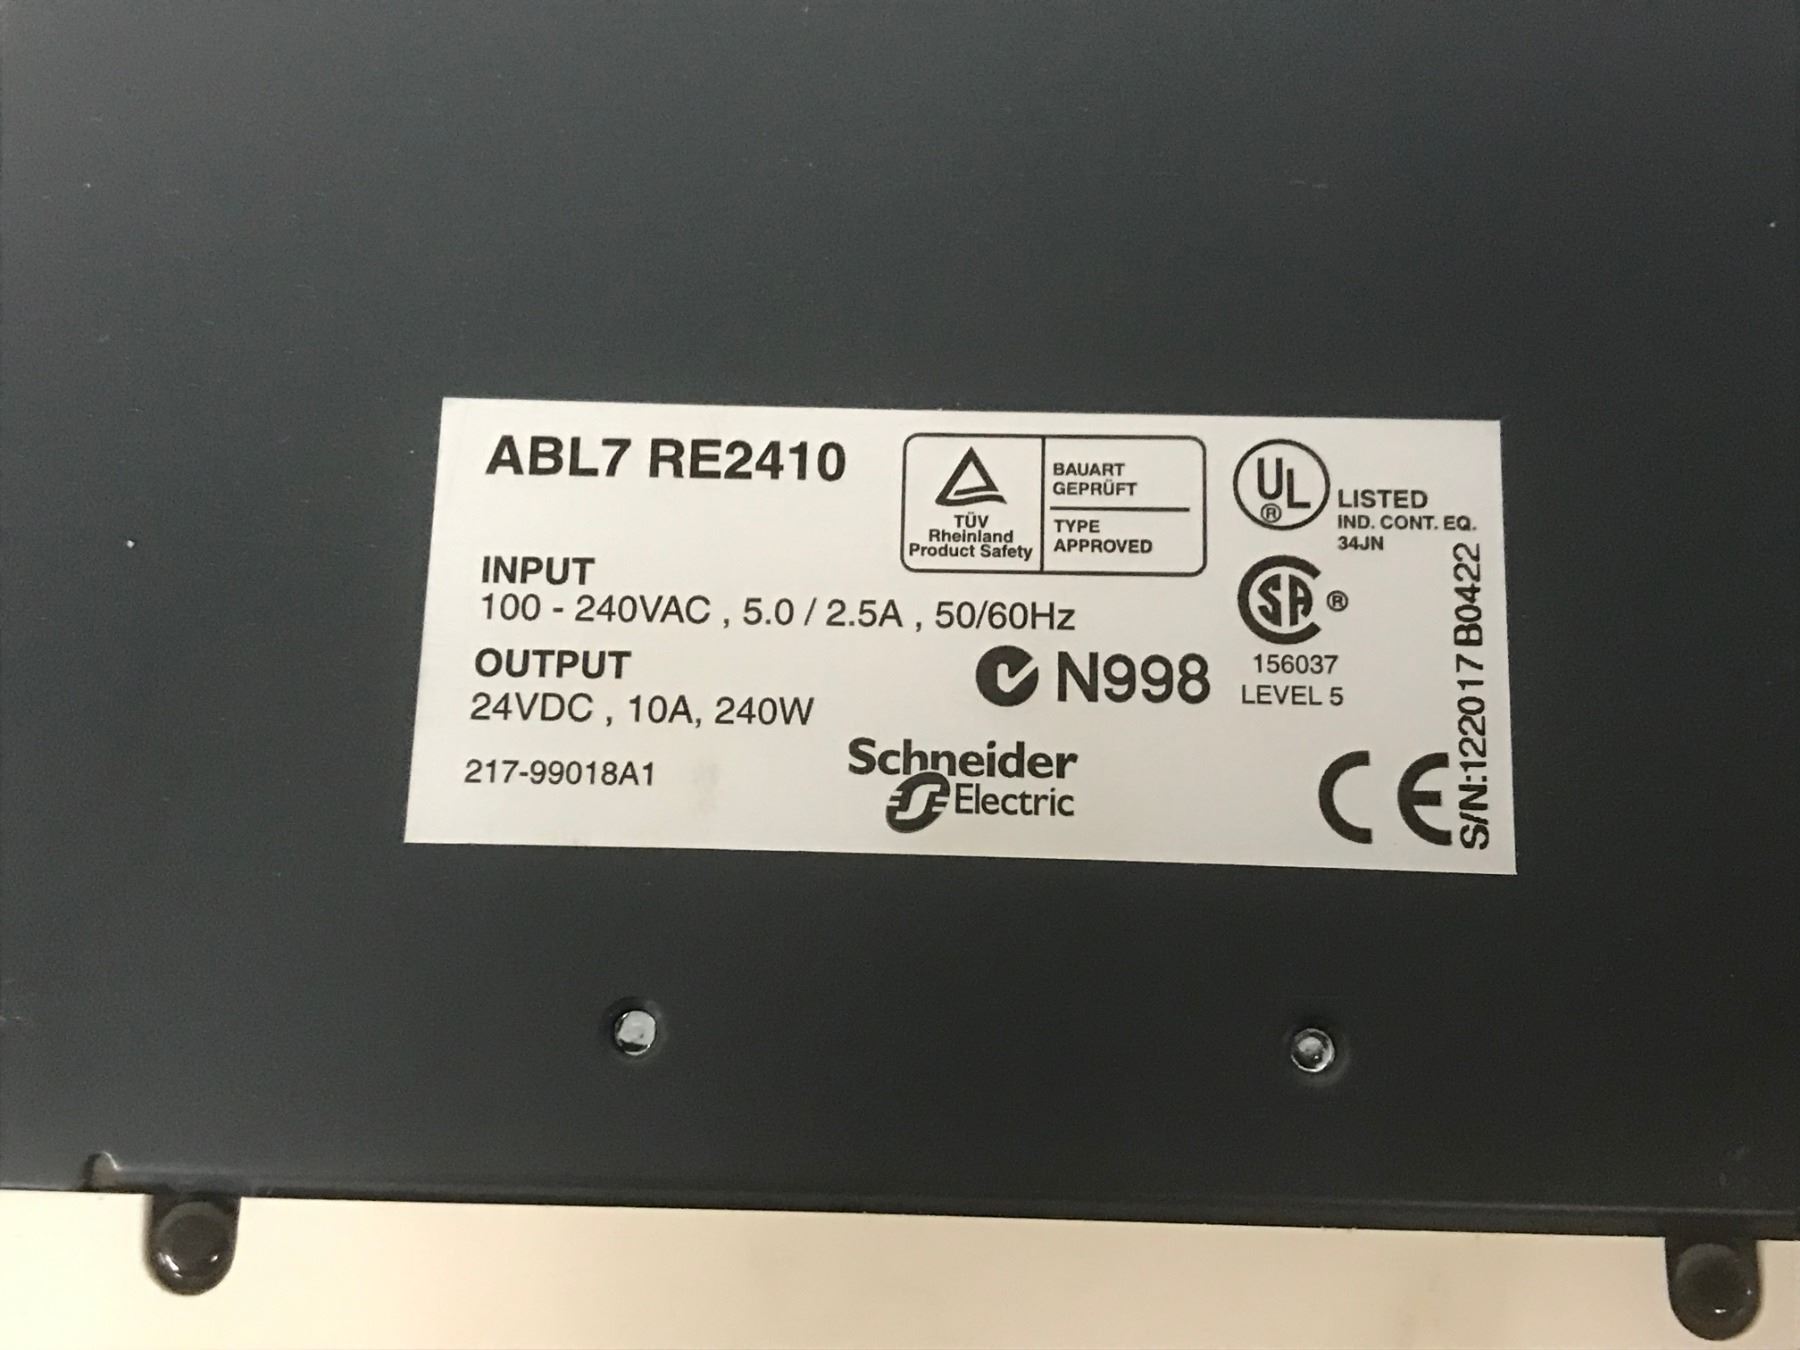 ABL7 RE2410
TÜV
Rheinland
Product Safety
BAUART
GEPRÜFT
TYPE
APPROVED
UL
®
LISTED
IND. CONT. EQ.
34JN
INPUT
100 - 240VAC , 5.0 / 2.5A , 50/60Hz
SA ®
156037
LEVEL 5
OUTPUT
24VDC , 10A, 240W
N998
217-99018A1
Schneider
Electric
CE
S/N:122017 B0422